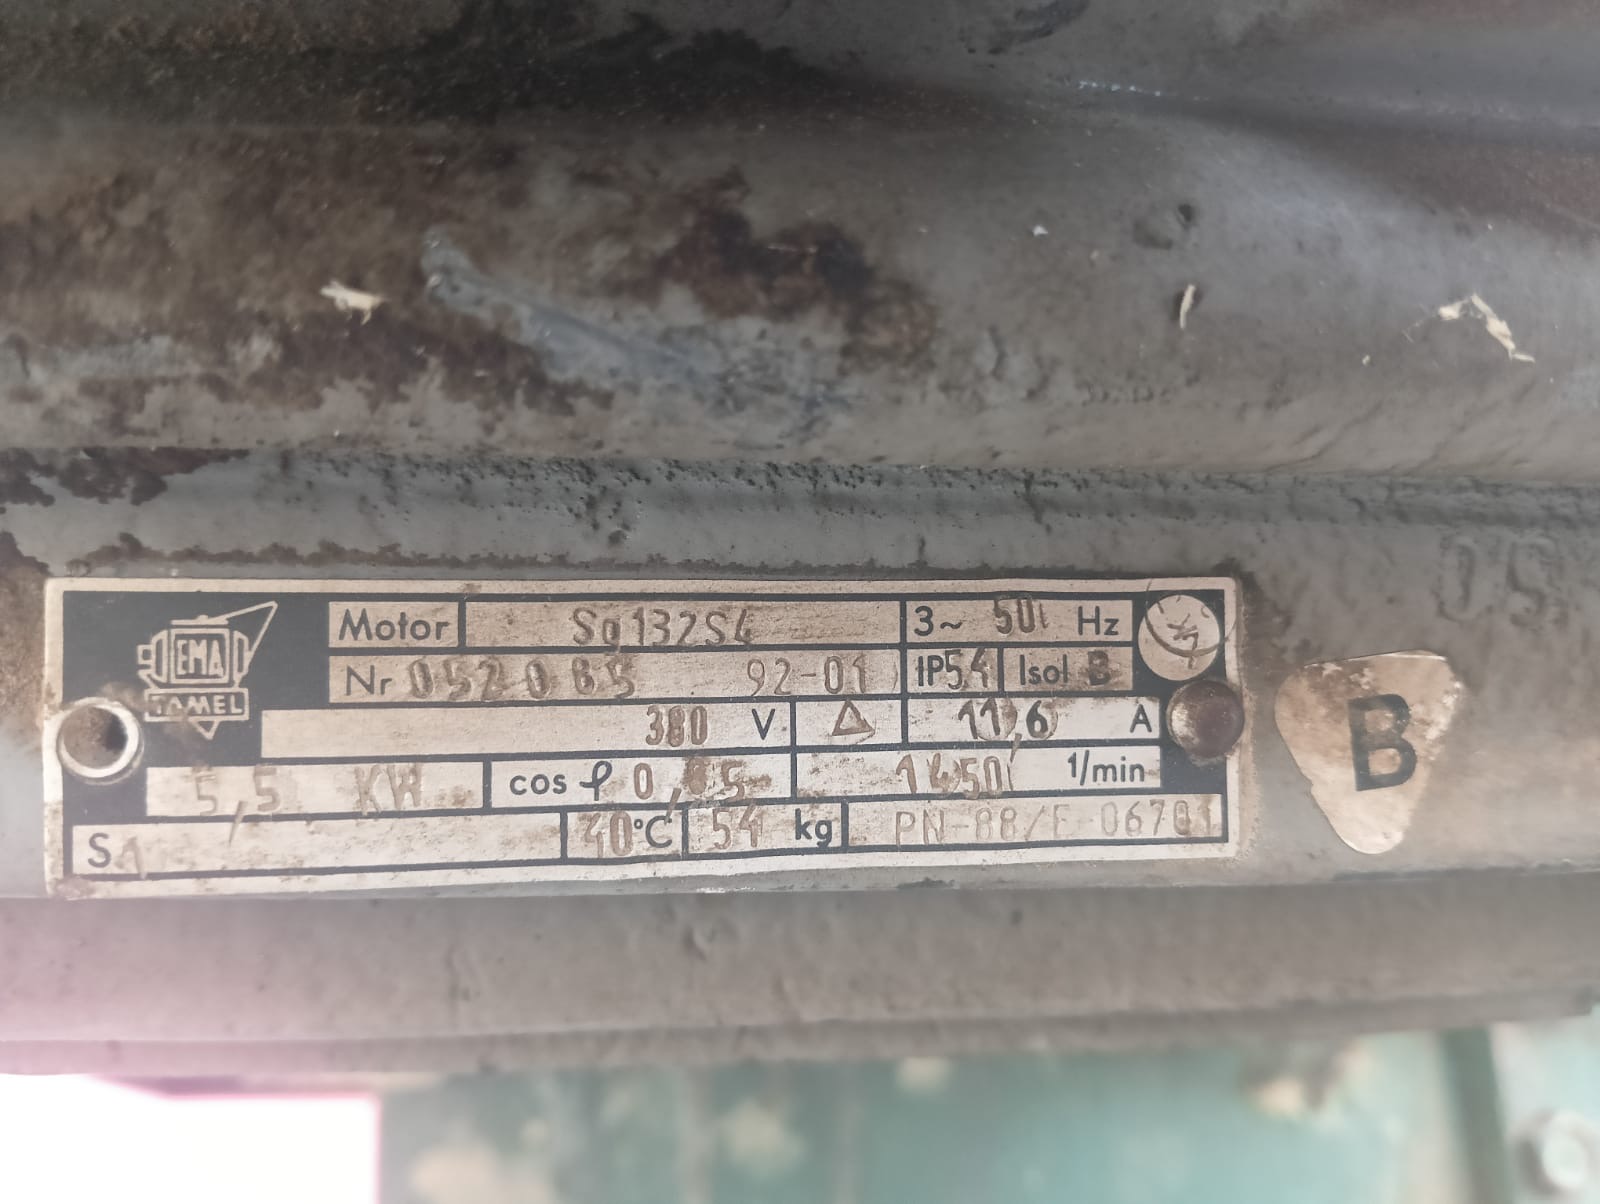 EMA
TAMEL
Motor Sg132S4 3~ 50 Hz
Nr 052085 92-01 IP54 Isol B
380 V △ 11,6 A
5,5 KW cos φ 0,85 1450 1/min
S1 40°C 54 kg PN-88/E-06701
B